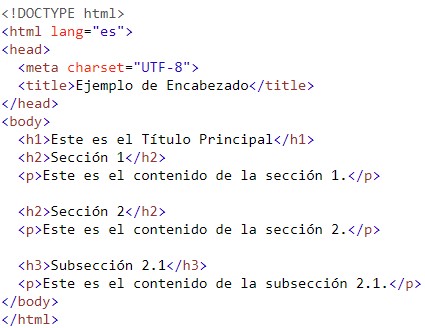 <!DOCTYPE html>
<html lang="es">
<head>
  <meta charset="UTF-8">
  <title>Ejemplo de Encabezado</title>
</head>
<body>
  <h1>Este es el Título Principal</h1>
  <h2>Sección 1</h2>
  <p>Este es el contenido de la sección 1.</p>

  <h2>Sección 2</h2>
  <p>Este es el contenido de la sección 2.</p>

  <h3>Subsección 2.1</h3>
  <p>Este es el contenido de la subsección 2.1.</p>
</body>
</html>